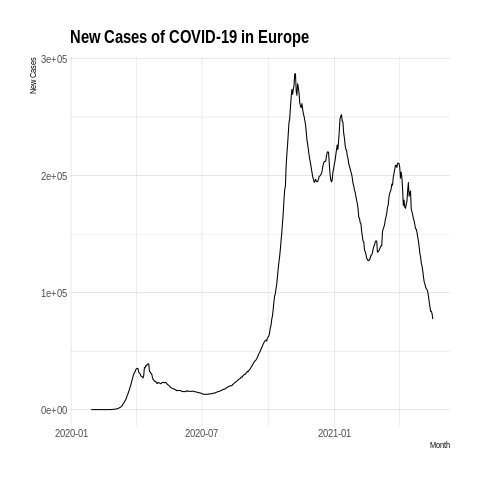 New Cases of COVID-19 in Europe
New Cases
3e+05
2e+05
1e+05
0e+00
2020-01
2020-07
2021-01
Month